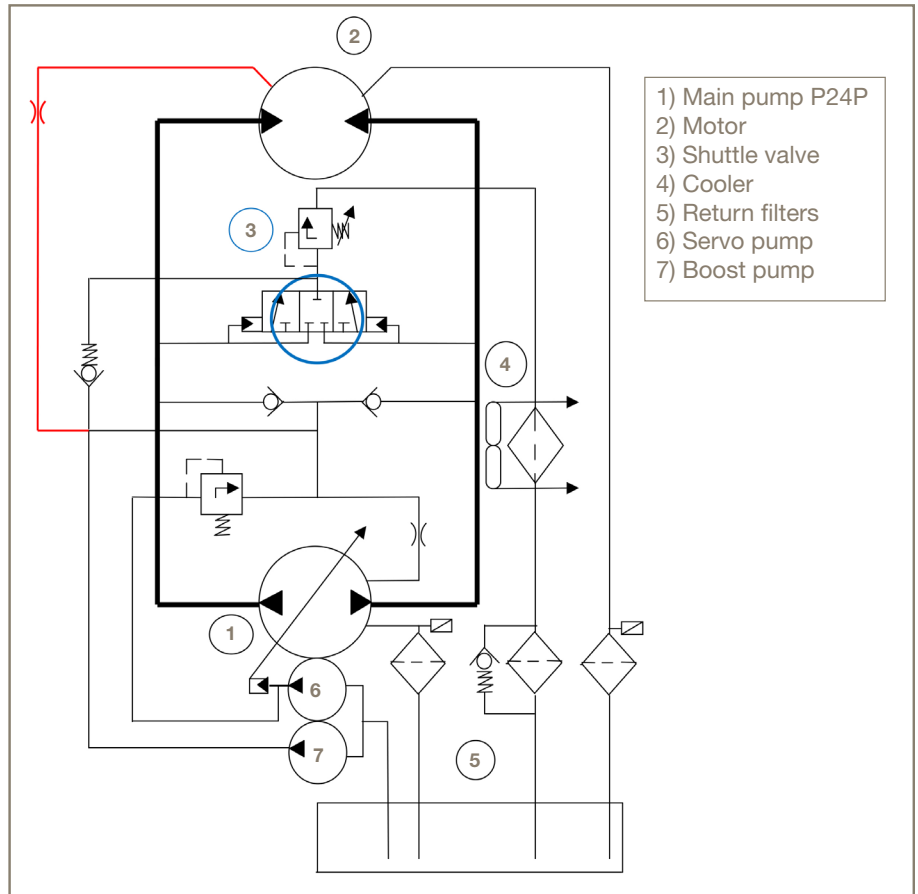 2
1) Main pump P24P
2) Motor
3) Shuttle valve
4) Cooler
5) Return filters
6) Servo pump
7) Boost pump
3
4
1
6
7
5